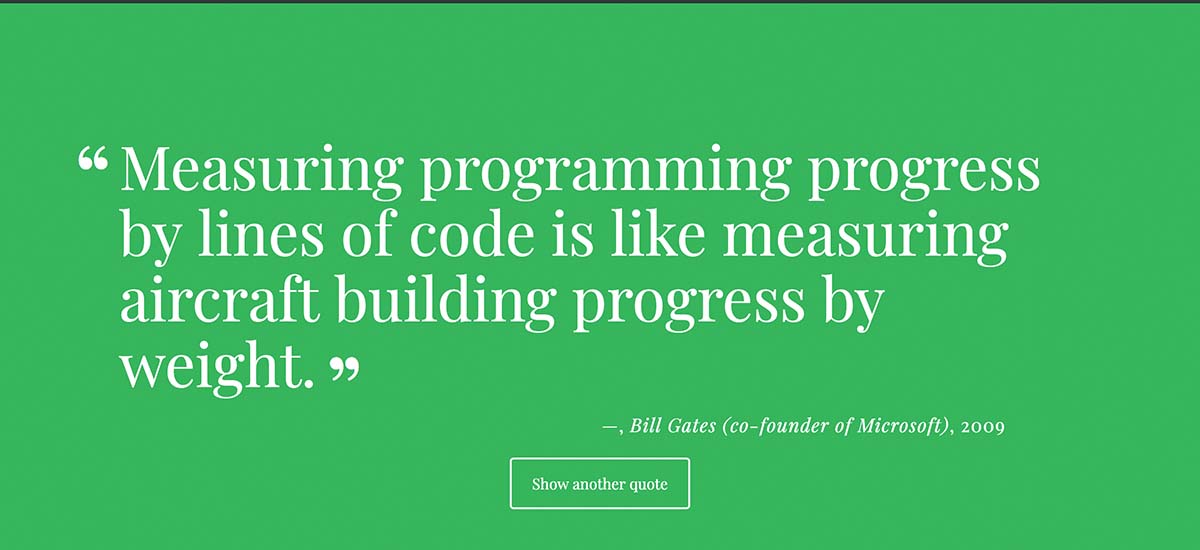 “ Measuring programming progress
by lines of code is like measuring
aircraft building progress by
weight. ”
—, Bill Gates (co-founder of Microsoft), 2009
Show another quote